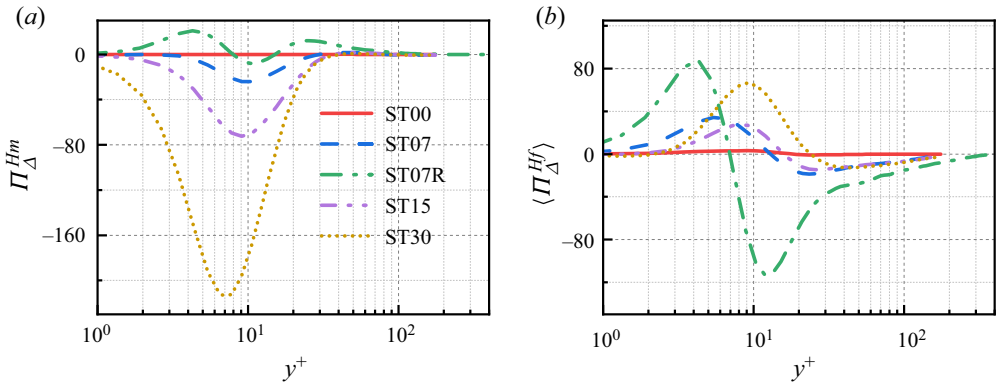 (a)
0
−80
−160
Π_Δ^{Hm}
ST00
ST07
ST07R
ST15
ST30
10^0
10^1
10^2
y^+
(b)
80
0
−80
⟨Π_Δ^{Hf}⟩
10^0
10^1
10^2
y^+